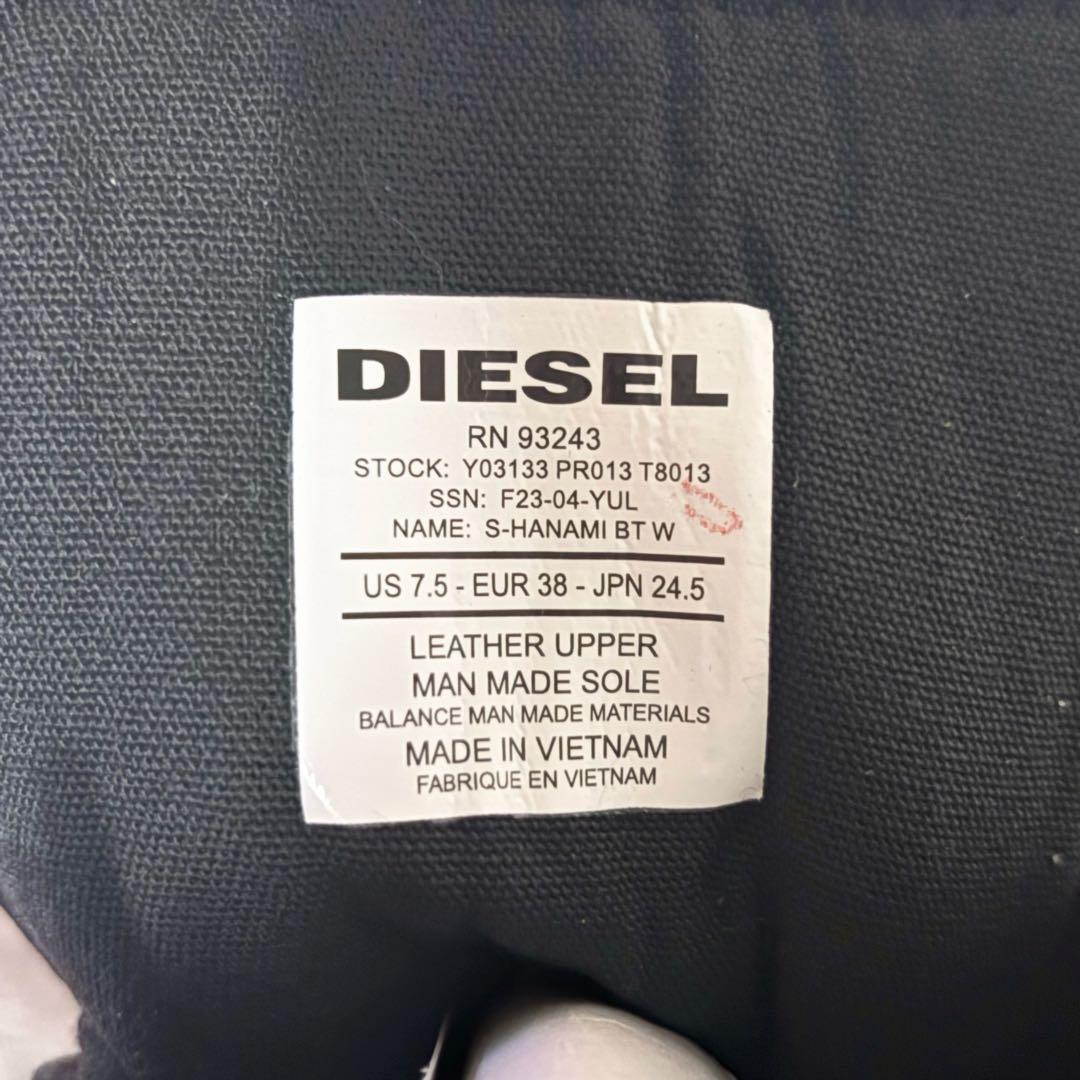 DIESEL
RN 93243
STOCK: Y03133 PR013 T8013
SSN: F23-04-YUL
NAME: S-HANAMI BT W
US 7.5 - EUR 38 - JPN 24.5
LEATHER UPPER
MAN MADE SOLE
BALANCE MAN MADE MATERIALS
MADE IN VIETNAM
FABRIQUE EN VIETNAM